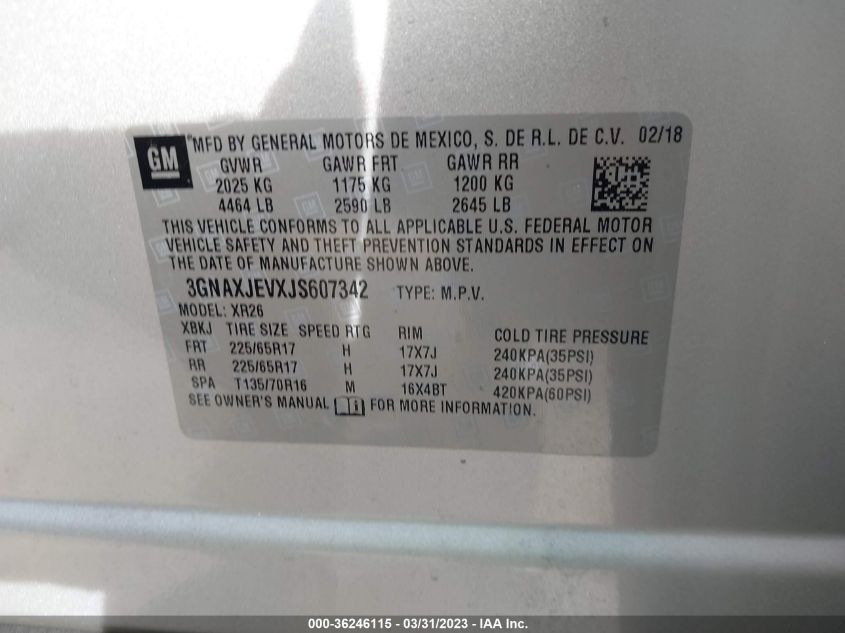 GM
*MFD BY GENERAL MOTORS DE MEXICO, S. DE R.L. DE C.V. 02/18
GVWR GAWR FRT GAWR RR
2025 KG 1175 KG 1200 KG
4464 LB 2590 LB 2645 LB
THIS VEHICLE CONFORMS TO ALL APPLICABLE U.S. FEDERAL MOTOR
VEHICLE SAFETY AND THEFT PREVENTION STANDARDS IN EFFECT ON
THE DATE OF MANUFACTURE SHOWN ABOVE.
3GNAXJEVXJS607342 TYPE: M.P.V.
MODEL: XR26
XBKJ TIRE SIZE SPEED RTG RIM COLD TIRE PRESSURE
FRT 225/65R17 H 17X7J 240KPA(35PSI)
RR 225/65R17 H 17X7J 240KPA(35PSI)
SPA T135/70R16 M 16X4BT 420KPA(60PSI)
SEE OWNER'S MANUAL FOR MORE INFORMATION.
000-36246115 - 03/31/2023 - IAA Inc.